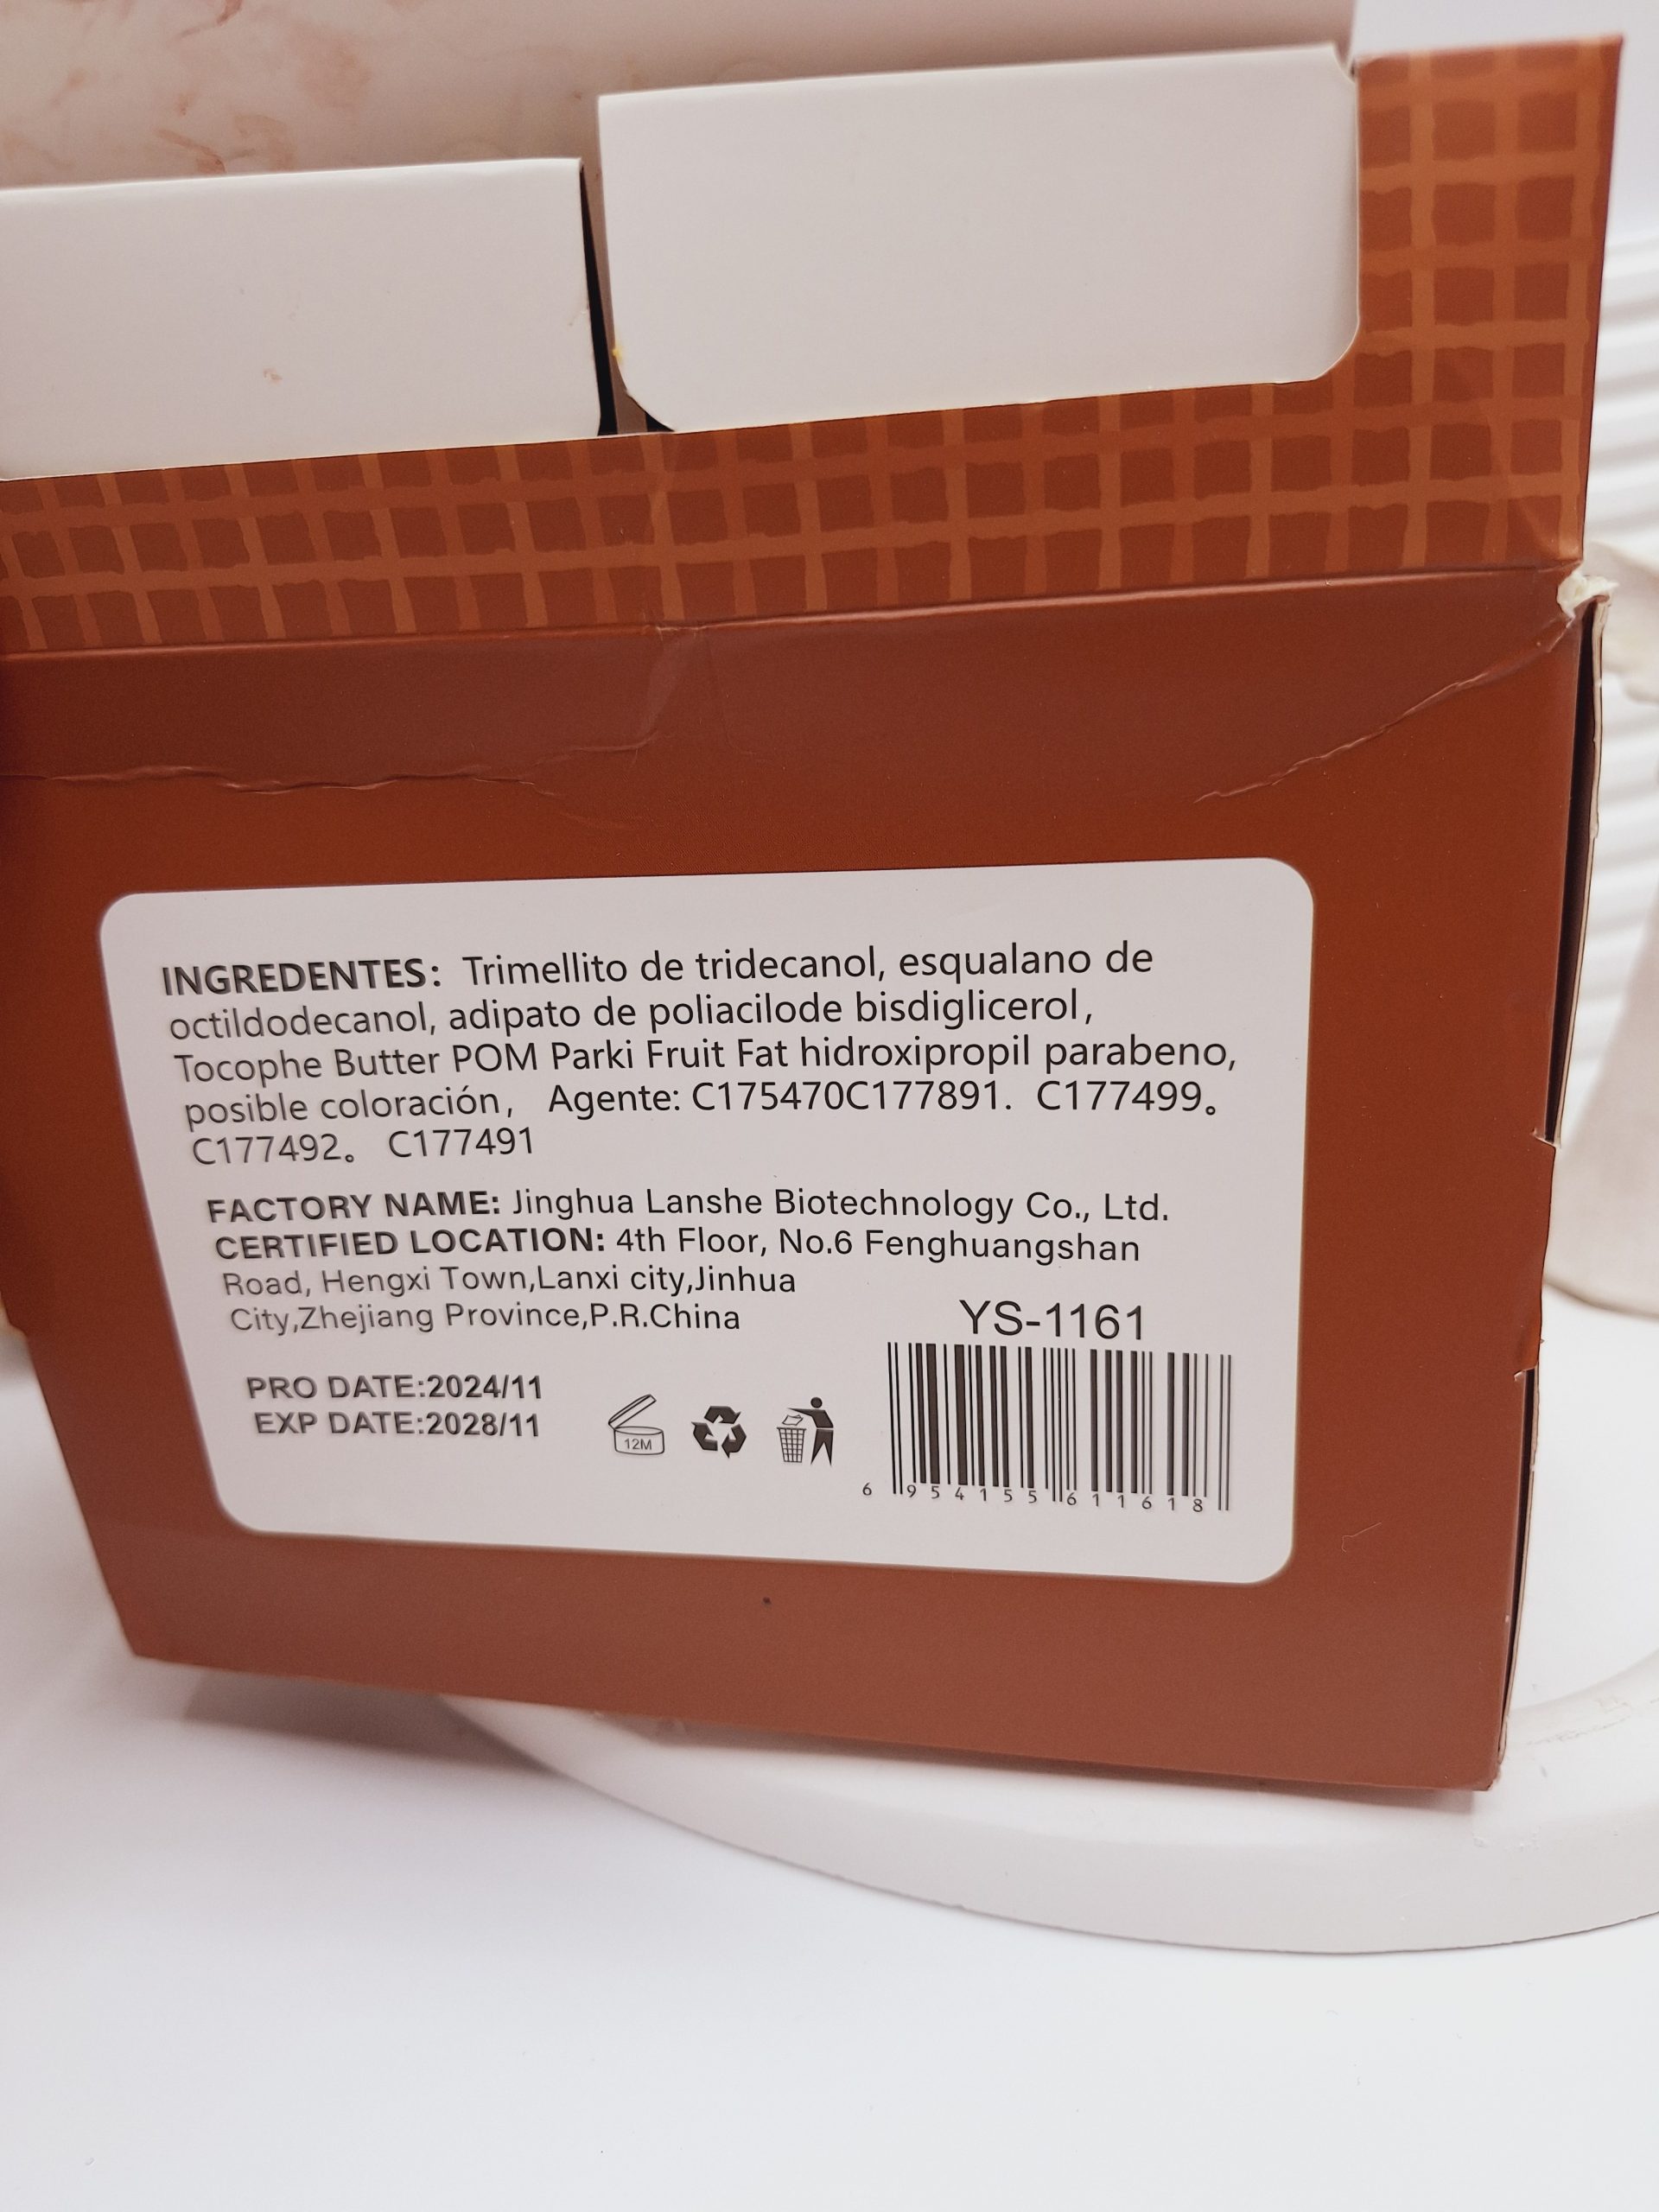 INGREDENTES: Trimellito de tridecanol, esqualano de
octildodecanol, adipato de poliacilode bisdiglicerol,
Tocophe Butter POM Parki Fruit Fat hidroxipropil parabeno,
posible coloración, Agente: C175470C177891. C177499。
C177492。 C177491
FACTORY NAME: Jinghua Lanshe Biotechnology Co., Ltd.
CERTIFIED LOCATION: 4th Floor, No.6 Fenghuangshan
Road, Hengxi Town,Lanxi city,Jinhua
City,Zhejiang Province,P.R.China
YS-1161
PRO DATE:2024/11
EXP DATE:2028/11
12M
6 954155 611618